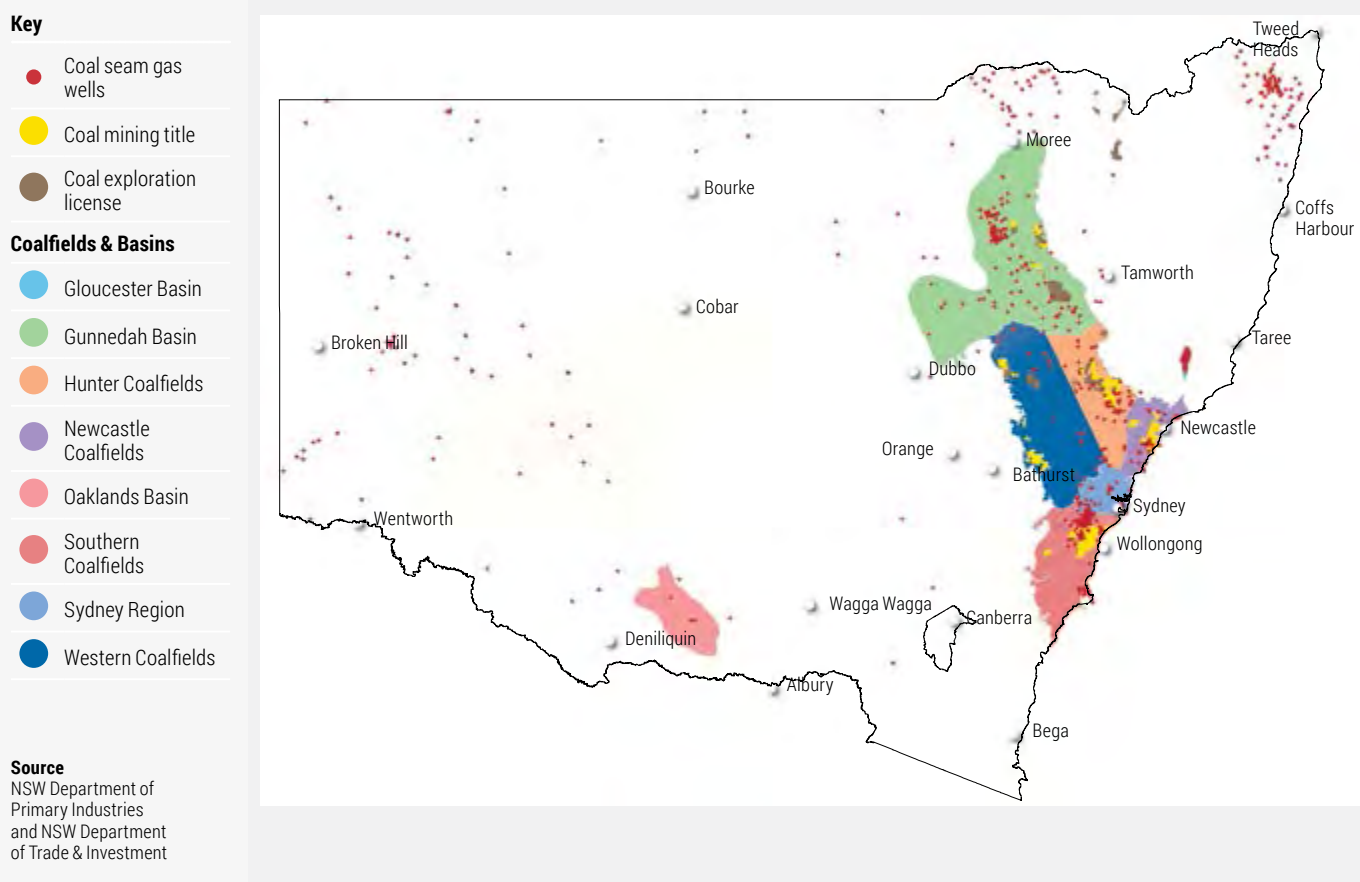 Key
Coal seam gas
wells
Coal mining title
Coal exploration
license
Coalfields & Basins
Gloucester Basin
Gunnedah Basin
Hunter Coalfields
Newcastle
Coalfields
Oaklands Basin
Southern
Coalfields
Sydney Region
Western Coalfields
Source
NSW Department of
Primary Industries
and NSW Department
of Trade & Investment
Tweed
Heads
Moree
Bourke
Coffs
Harbour
Tamworth
Cobar
Broken Hill
Taree
Dubbo
Newcastle
Orange
Bathurst
Sydney
Wentworth
Wollongong
Wagga Wagga
Canberra
Deniliquin
Albury
Bega